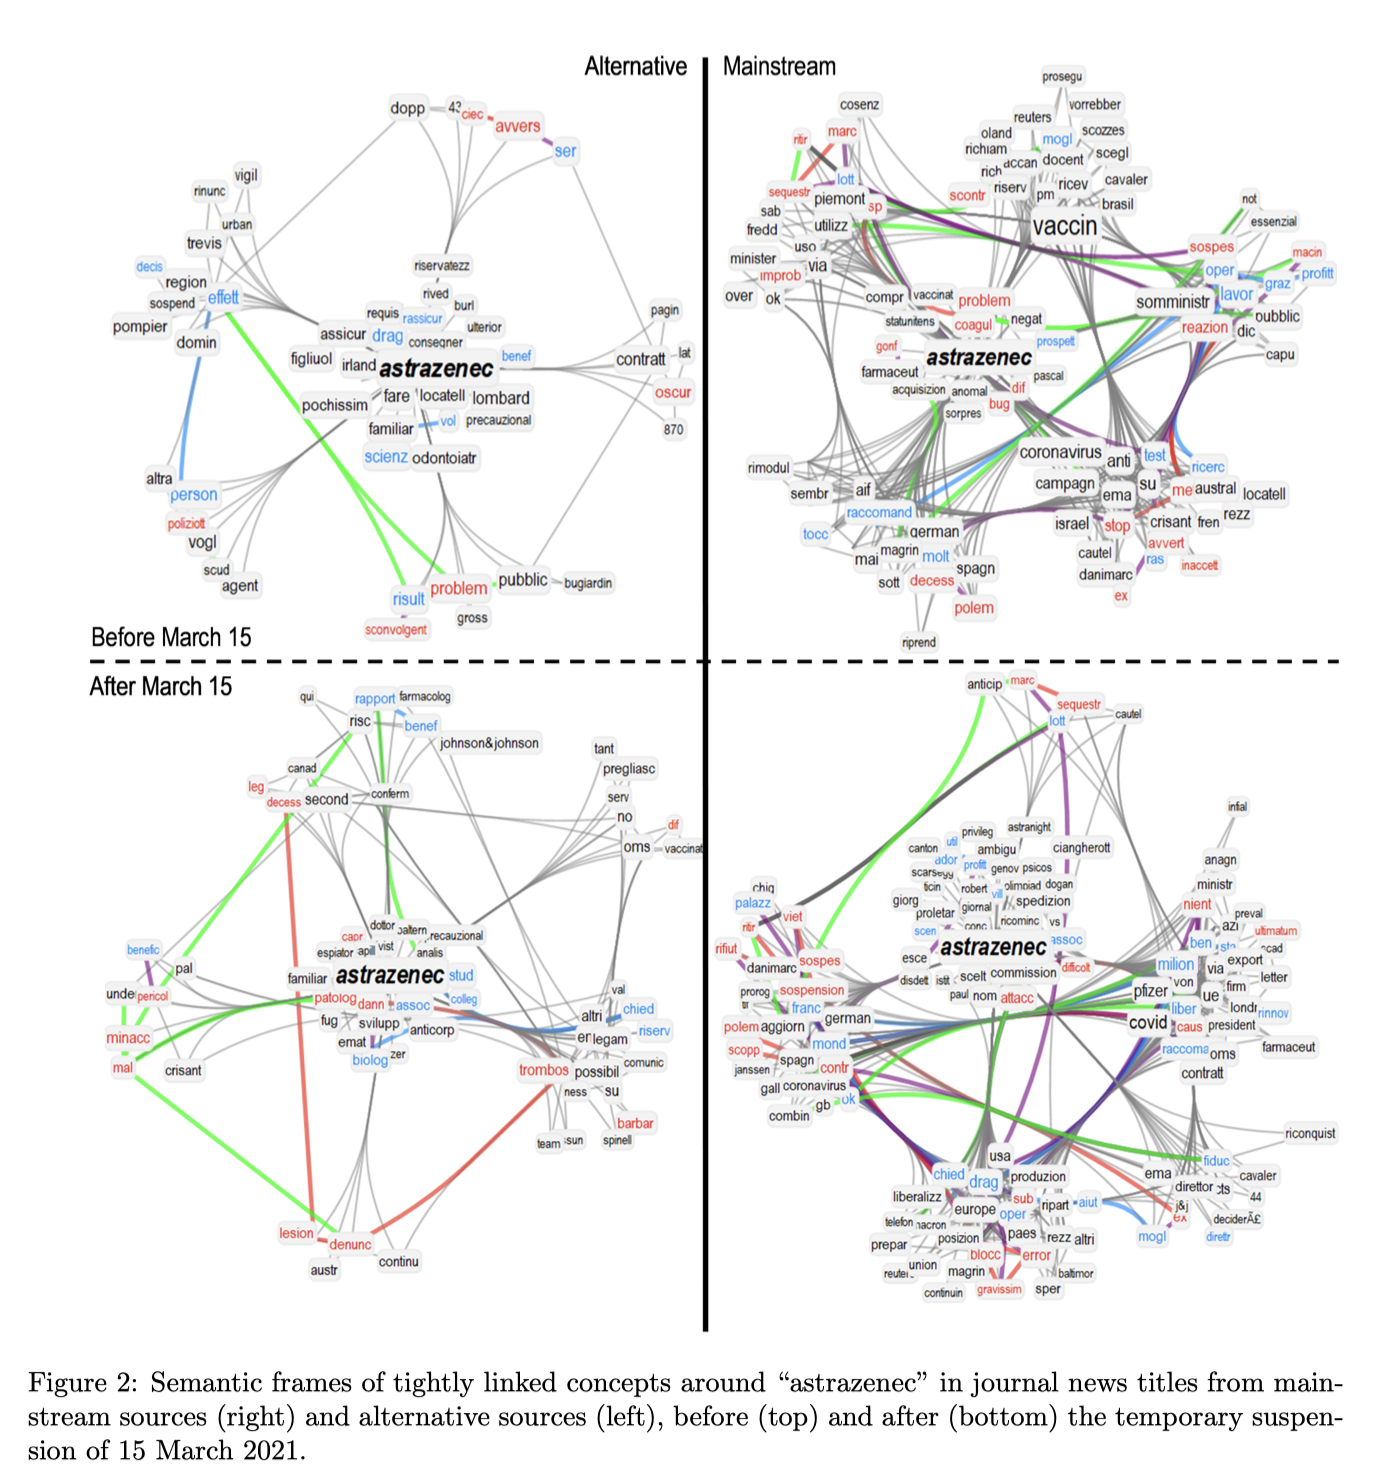 Alternative
Mainstream
dopp
43
ciec
avvers
ser
vigil
rinunc
urban
trevis
decis
region
effett
sospend
pompier
domin
riservatezz
rived
burl
requis
rassicur
ulterior
assicur
drag
consegner
figliuol
irland
astrazenec
benef
fare
locatell
lombard
pochissim
familiar
vol
precauzional
scienz
odontoiatr
pagin
contratt
lat
oscur
870
altra
person
poliziott
vogl
scud
agent
risult
problem
pubblic
bugiardin
gross
sconvolgent
Before March 15
prosegu
cosenz
vorrebber
reuters
ritir
marc
oland
mogl
scozzes
richiam
accan
docent
scegl
lott
rich
sequestr
piemont
sp
scontr
riserv
pm
ricev
cavaler
brasil
sab
fredd
utilizz
vaccin
uso
minister
improb
via
over
ok
compr
vaccinat
problem
statunitens
coagul
negat
gonf
astrazenec
prospett
farmaceut
acquisizion
anomal
dif
pascal
bug
sorpres
not
essenzial
sospes
macin
oper
profitt
graz
lavor
somministr
pubblic
reazion
dic
capu
rimodul
sembr
aif
raccomand
tocc
german
mai
magrin
molt
sott
decess
spagn
polem
riprend
coronavirus
anti
test
ricerc
campagn
ema
su
me
austral
locatell
israel
stop
crisant
fren
rezz
cautel
avvert
ras
danimarc
inaccett
ex
After March 15
qui
rapport
farmacolog
risc
benef
johnson&johnson
canad
leg
decess
second
conferm
tant
pregliasc
serv
no
dif
oms
vaccinat
dottor
capr
precauzional
espiator
apill
vist
analis
familiar
astrazenec
stud
patolog
dann
assoc
colleg
fug
svilupp
anticorp
emat
biolog
zer
benefic
pal
unde
pericol
minacc
mal
crisant
val
altri
chied
riserv
legam
trombos
possibil
comunic
ness
su
barbar
team
spinell
lesion
denunc
austr
continu
anticip
marc
sequestr
lott
cautel
privileg
astranight
canton
util
ambigu
ciangherott
ador
profitt
genov
psicos
scarsegg
ticin
robert
vill
olimpiad
dogan
giorg
giornal
spedizion
proletar
ricominc
vs
scen
conc
astrazenec
assoc
esce
difficolt
disdett
istit
scelt
commission
paul
nom
attacc
chiq
palazz
viet
ritir
rifiut
danimarc
sospes
prorog
sospension
franc
polem
aggiorn
german
mond
scopp
spagn
janssen
contr
gall
coronavirus
gb
ok
combin
infal
anagn
ministr
nient
preval
azi
ultimatum
ben
cad
milion
via
export
von
firm
letter
pfizer
ue
londr
liber
rinnov
covid
caus
president
raccoma
oms
farmaceut
contratt
riconquist
fiduc
ema
cavaler
direttor
44
j&j
ex
deciderÃ£
mogl
direttr
usa
chied
drag
produzion
liberalizz
sub
europe
oper
ripart
aiut
telefon
macron
posizion
paes
rezz
altri
prepar
blocc
error
union
magrin
baltimor
continuin
gravissim
sper
Figure 2: Semantic frames of tightly linked concepts around “astrazenec” in journal news titles from main-
stream sources (right) and alternative sources (left), before (top) and after (bottom) the temporary suspen-
sion of 15 March 2021.